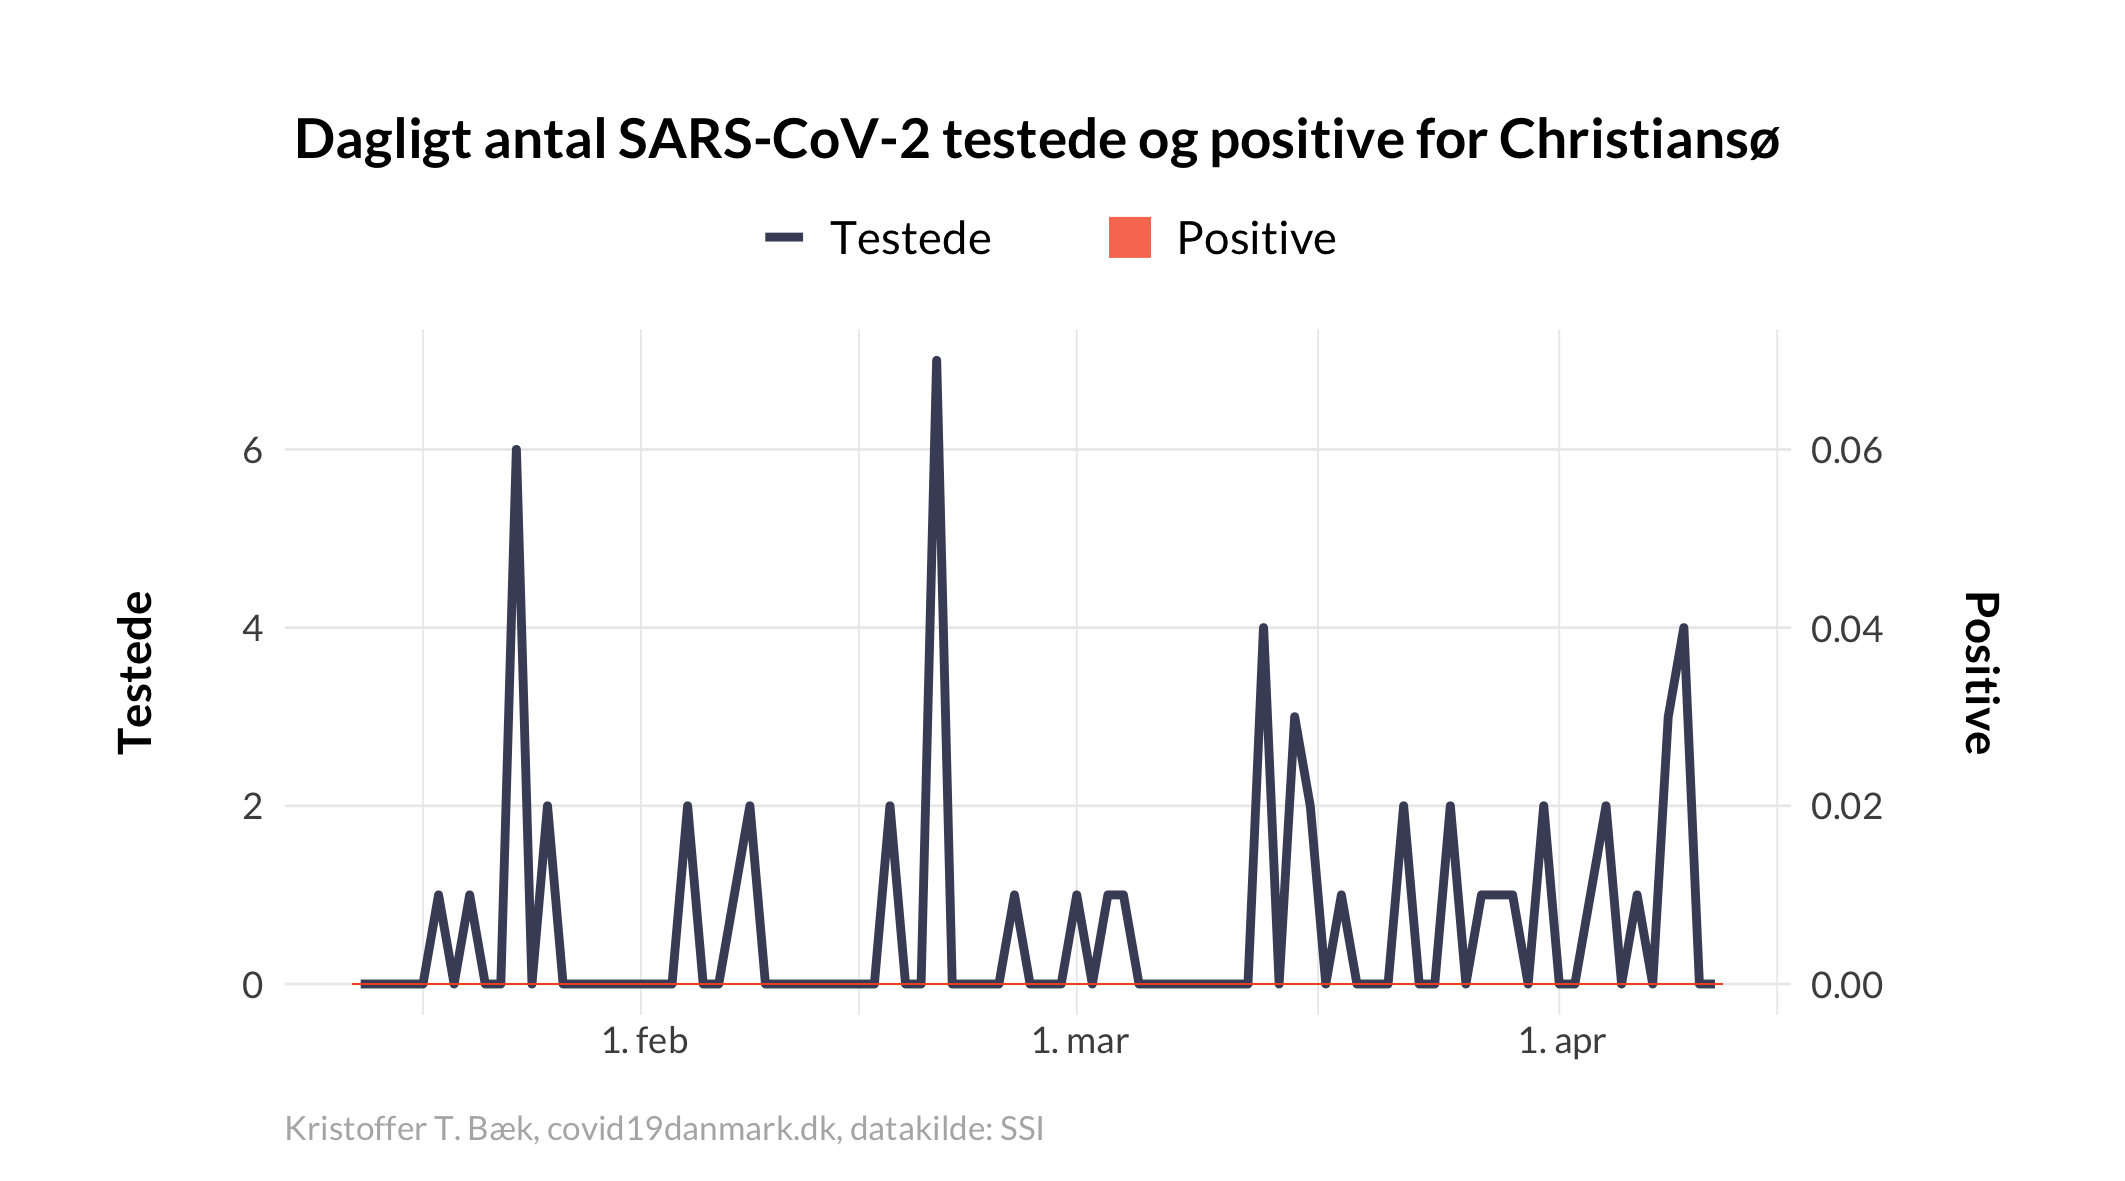 Dagligt antal SARS-CoV-2 testede og positive for Christiansø
Testede
Positive
6
4
2
0
0.06
0.04
0.02
0.00
Testede
Positive
1. feb
1. mar
1. apr
Kristoffer T. Bæk, covid19danmark.dk, datakilde: SSI